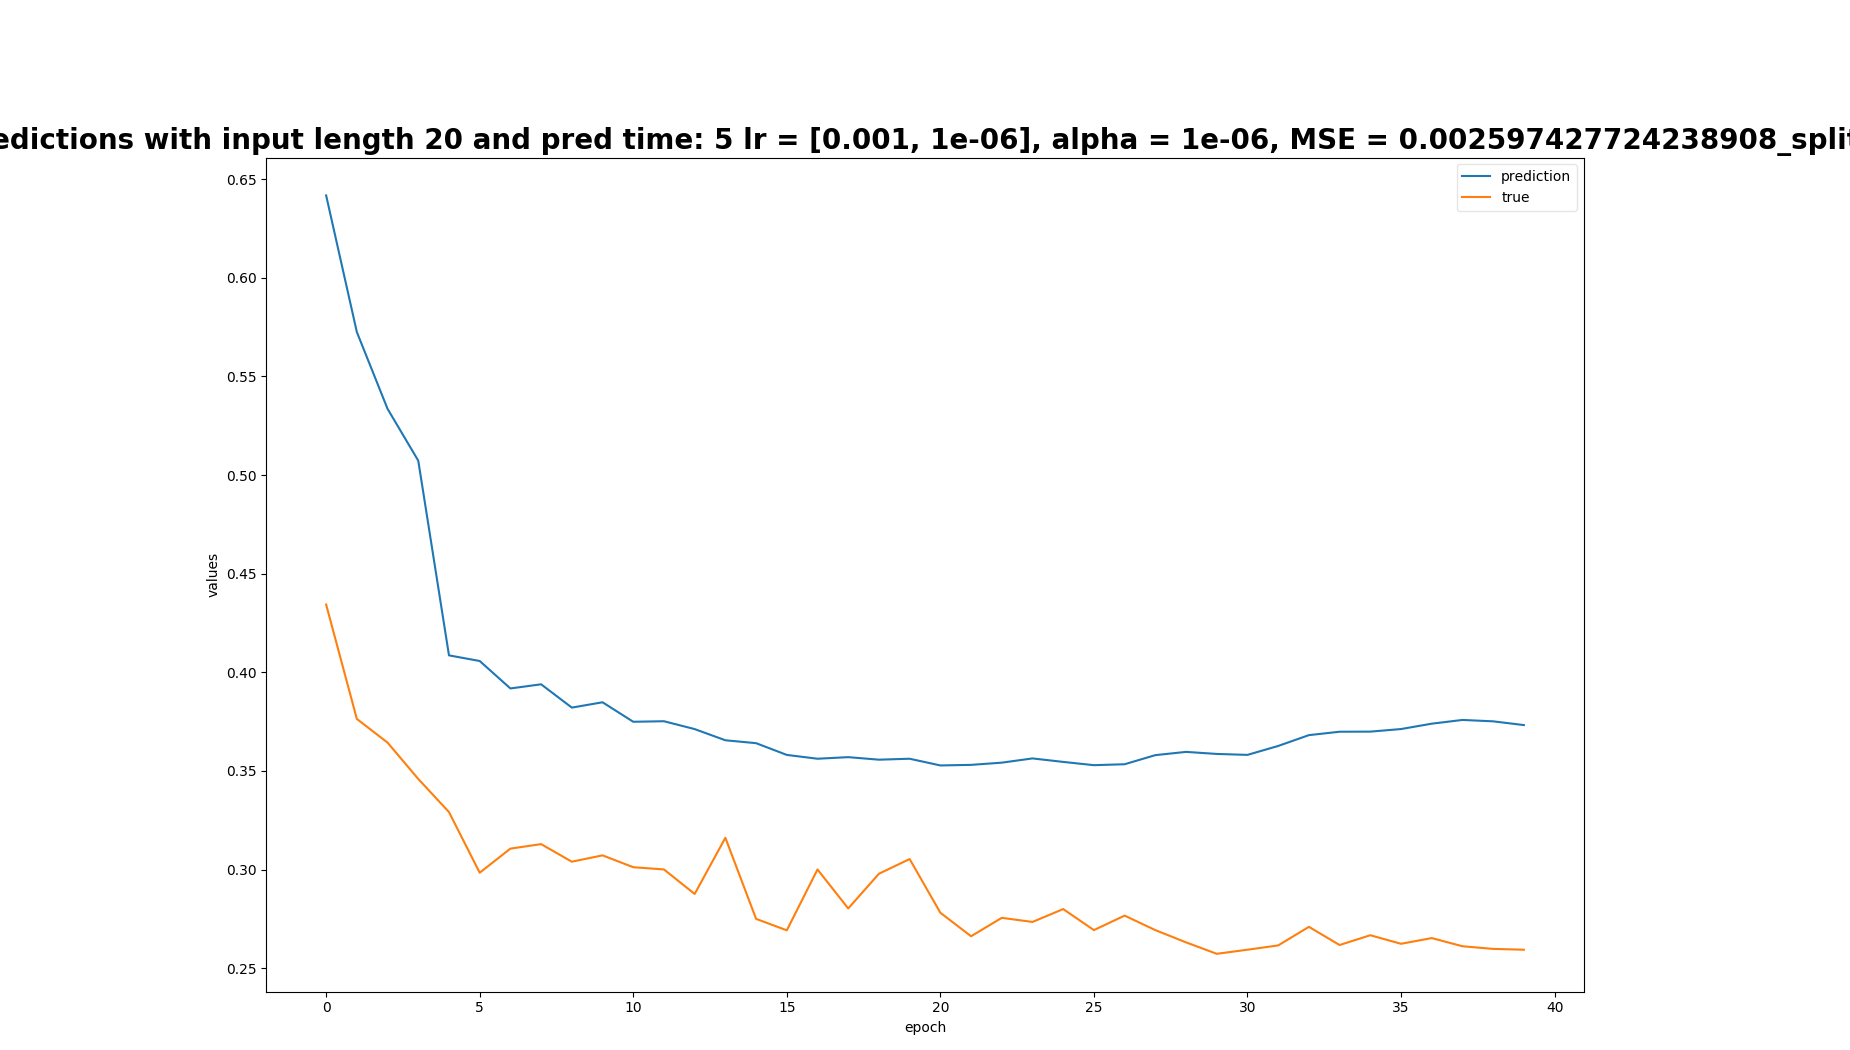 edictions with input length 20 and pred time: 5 lr = [0.001, 1e-06], alpha = 1e-06, MSE = 0.002597427724238908_split
prediction
true
0.65
0.60
0.55
0.50
0.45
0.40
0.35
0.30
0.25
values
0 5 10 15 20 25 30 35 40
epoch